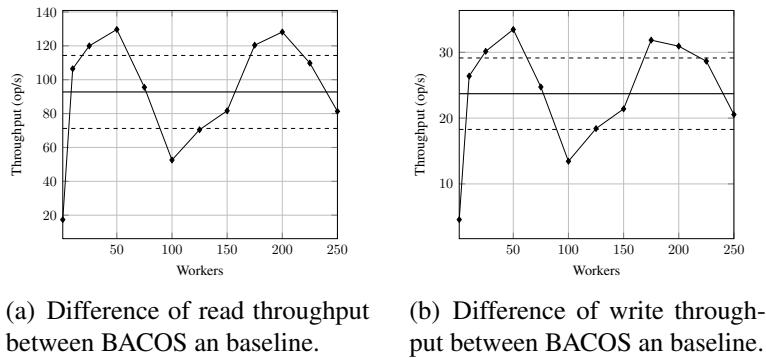 140
120
100
80
60
40
20
50
100
150
200
250
Throughput (op/s)
Workers
(a) Difference of read throughput
between BACOS an baseline.
30
20
10
50
100
150
200
250
Throughput (op/s)
Workers
(b) Difference of write through-
put between BACOS an baseline.